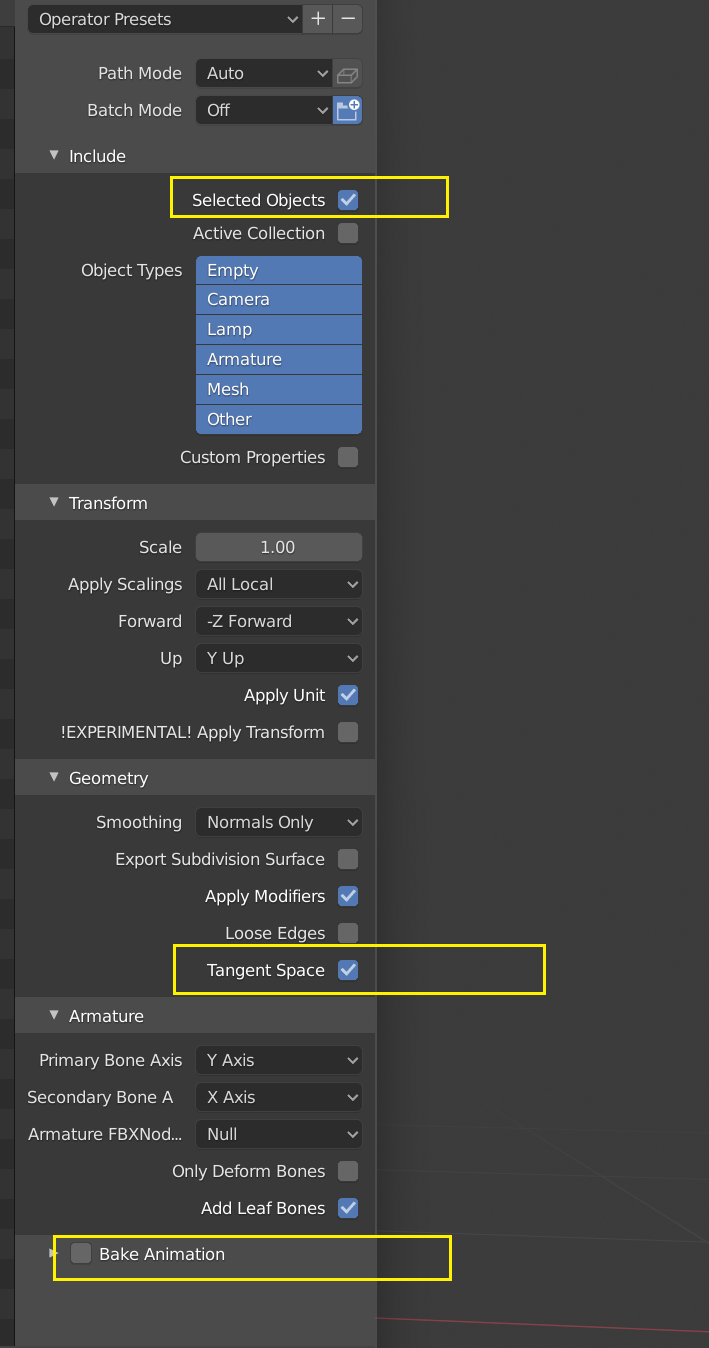 Operator Presets
Path Mode Auto
Batch Mode Off
Include
Selected Objects
Active Collection
Object Types Empty
Camera
Lamp
Armature
Mesh
Other
Custom Properties
Transform
Scale 1.00
Apply Scalings All Local
Forward -Z Forward
Up Y Up
Apply Unit
!EXPERIMENTAL! Apply Transform
Geometry
Smoothing Normals Only
Export Subdivision Surface
Apply Modifiers
Loose Edges
Tangent Space
Armature
Primary Bone Axis Y Axis
Secondary Bone A X Axis
Armature FBXNod... Null
Only Deform Bones
Add Leaf Bones
Bake Animation